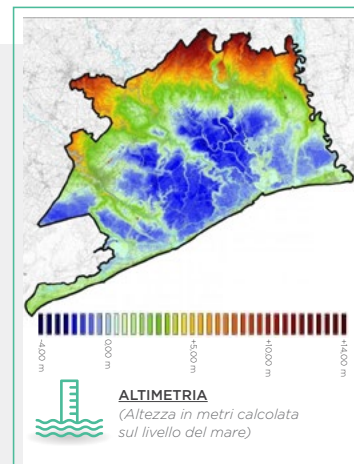 -4.00 m
0.00 m
+5.00 m
+10.00 m
+14.00 m
ALTIMETRIA
(Altezza in metri calcolata
sul livello del mare)